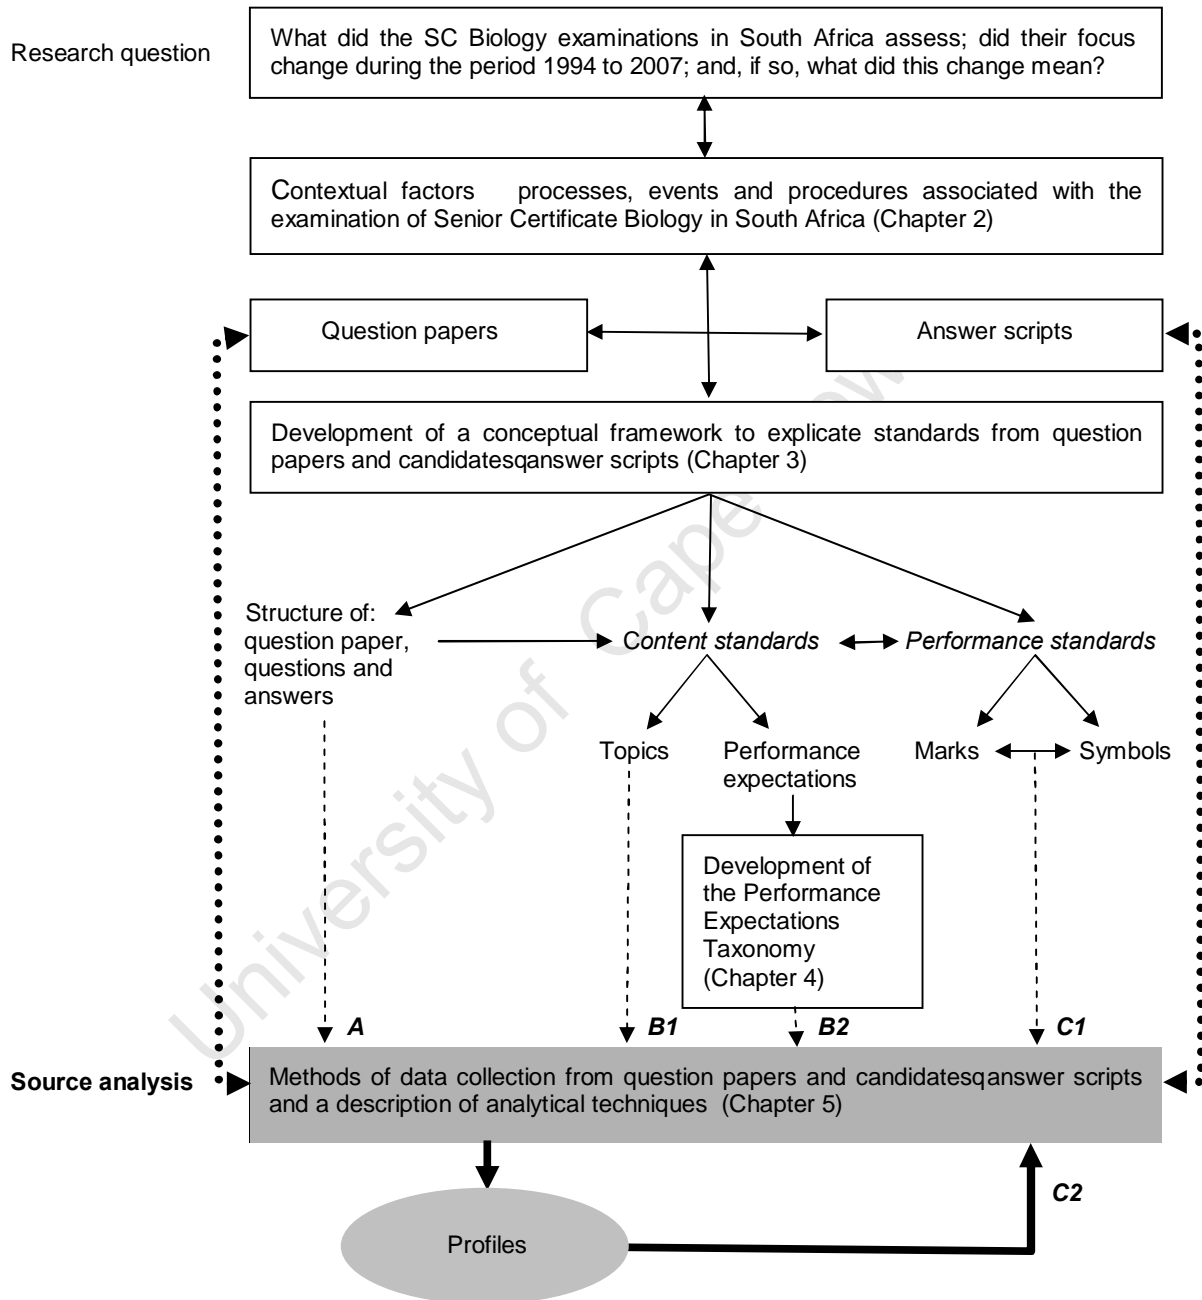 Research question
What did the SC Biology examinations in South Africa assess; did their focus
change during the period 1994 to 2007; and, if so, what did this change mean?
Contextual factors processes, events and procedures associated with the
examination of Senior Certificate Biology in South Africa (Chapter 2)
Question papers
Answer scripts
Development of a conceptual framework to explicate standards from question
papers and candidatesqanswer scripts (Chapter 3)
Structure of:
question paper,
questions and
answers
Content standards
Performance standards
Topics
Performance
expectations
Marks
Symbols
Development of
the Performance
Expectations
Taxonomy
(Chapter 4)
A
B1
B2
C1
Source analysis
Methods of data collection from question papers and candidatesqanswer scripts
and a description of analytical techniques (Chapter 5)
C2
Profiles
University of Cape